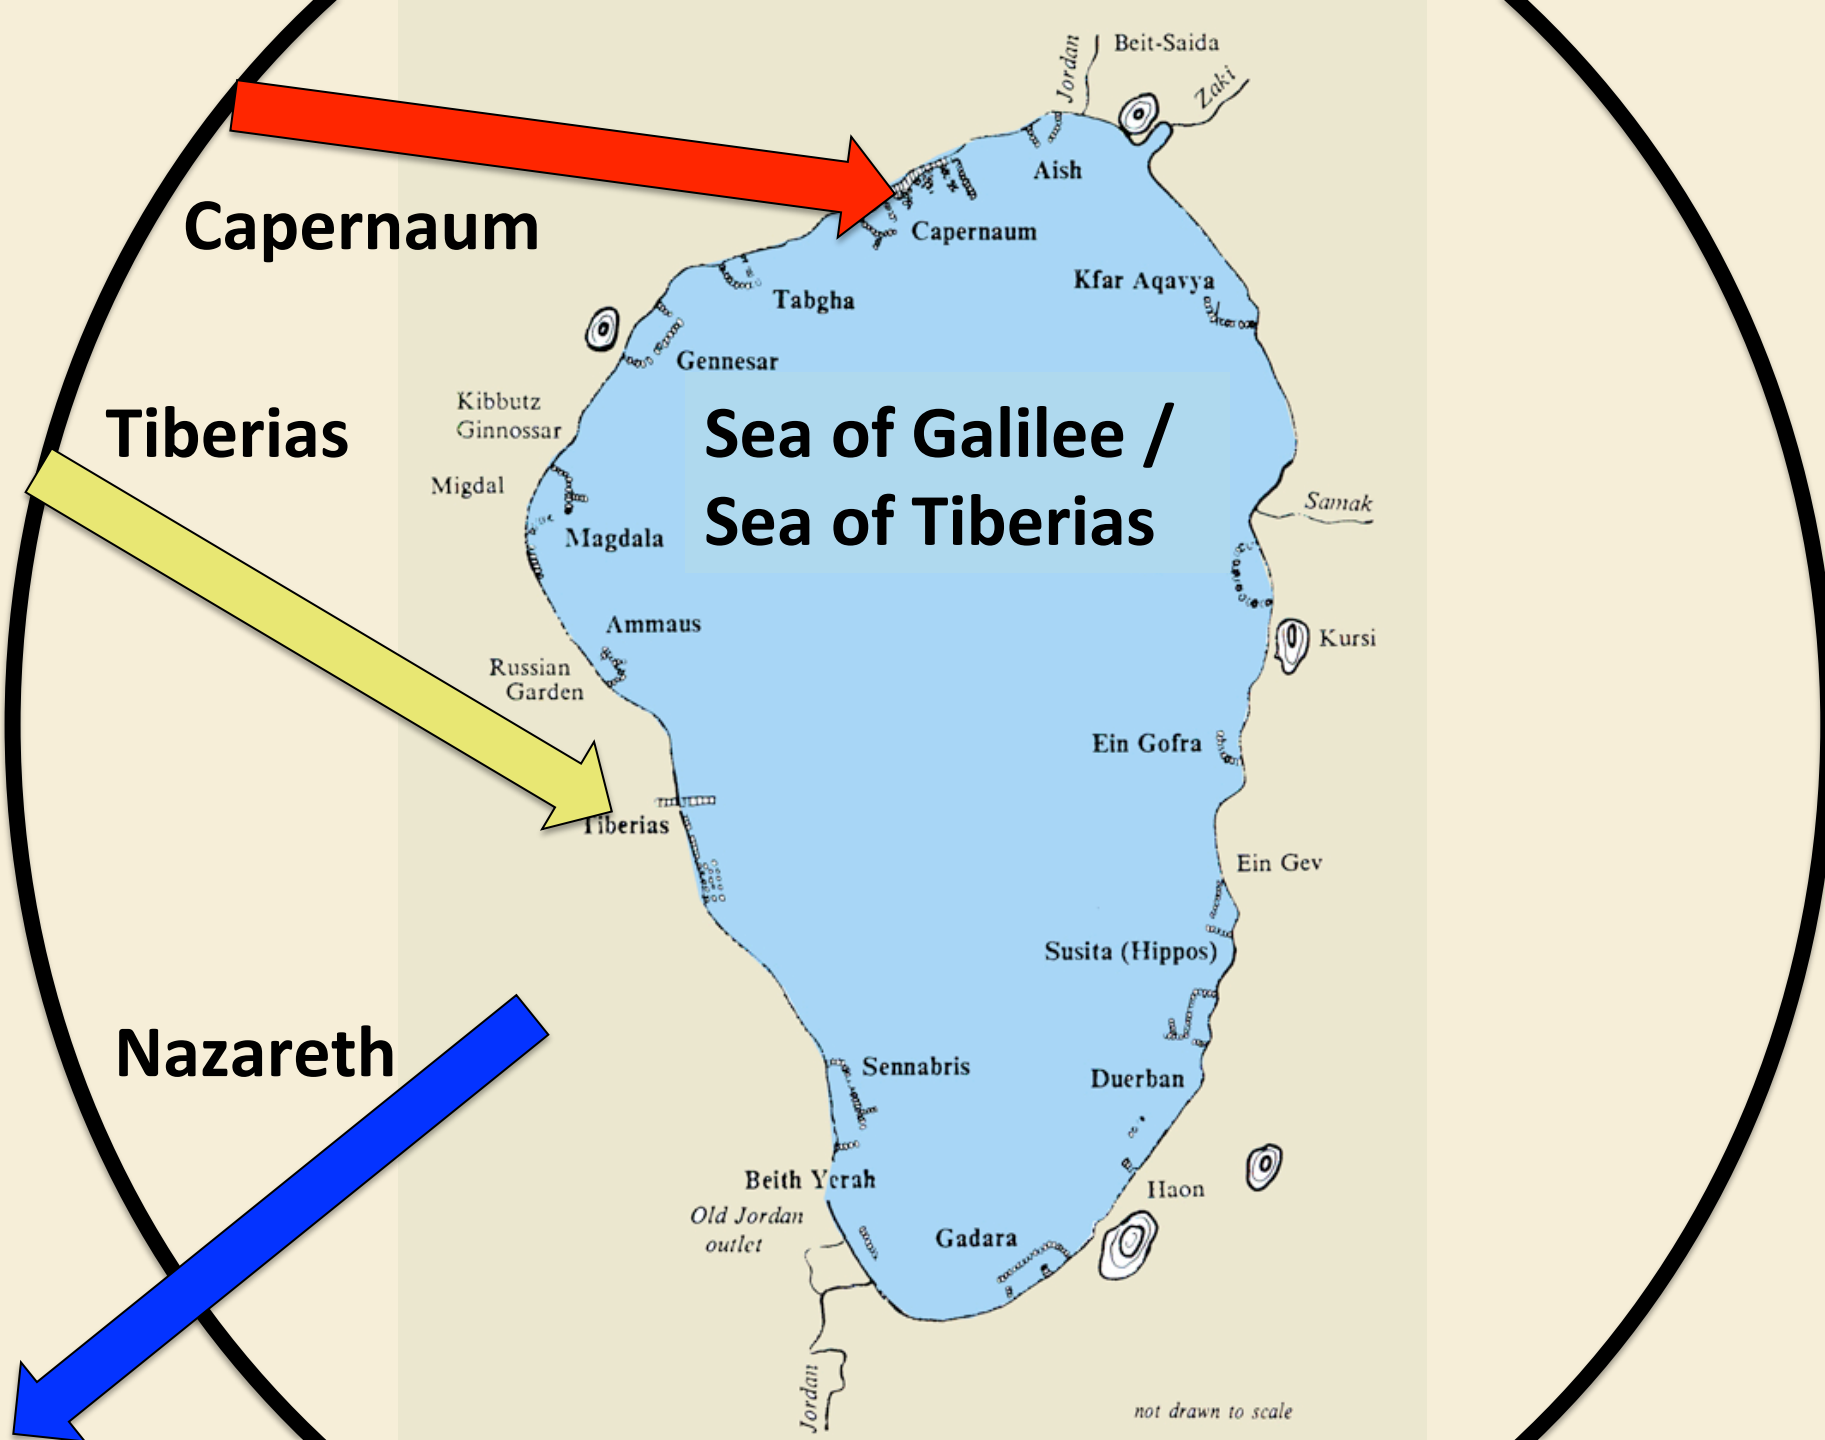 Jordan
Beit-Saida
Zaki
Aish
Capernaum
Capernaum
Kfar Aqavya
Tabgha
Gennesar
Kibbutz
Ginnossar
Tiberias
Sea of Galilee /
Sea of Tiberias
Migdal
Samak
Magdala
Ammaus
Kursi
Russian
Garden
Ein Gofra
Tiberias
Ein Gev
Susita (Hippos)
Nazareth
Sennabris
Duerban
Beith Yerah
Haon
Old Jordan
outlet
Gadara
Jordan
not drawn to scale